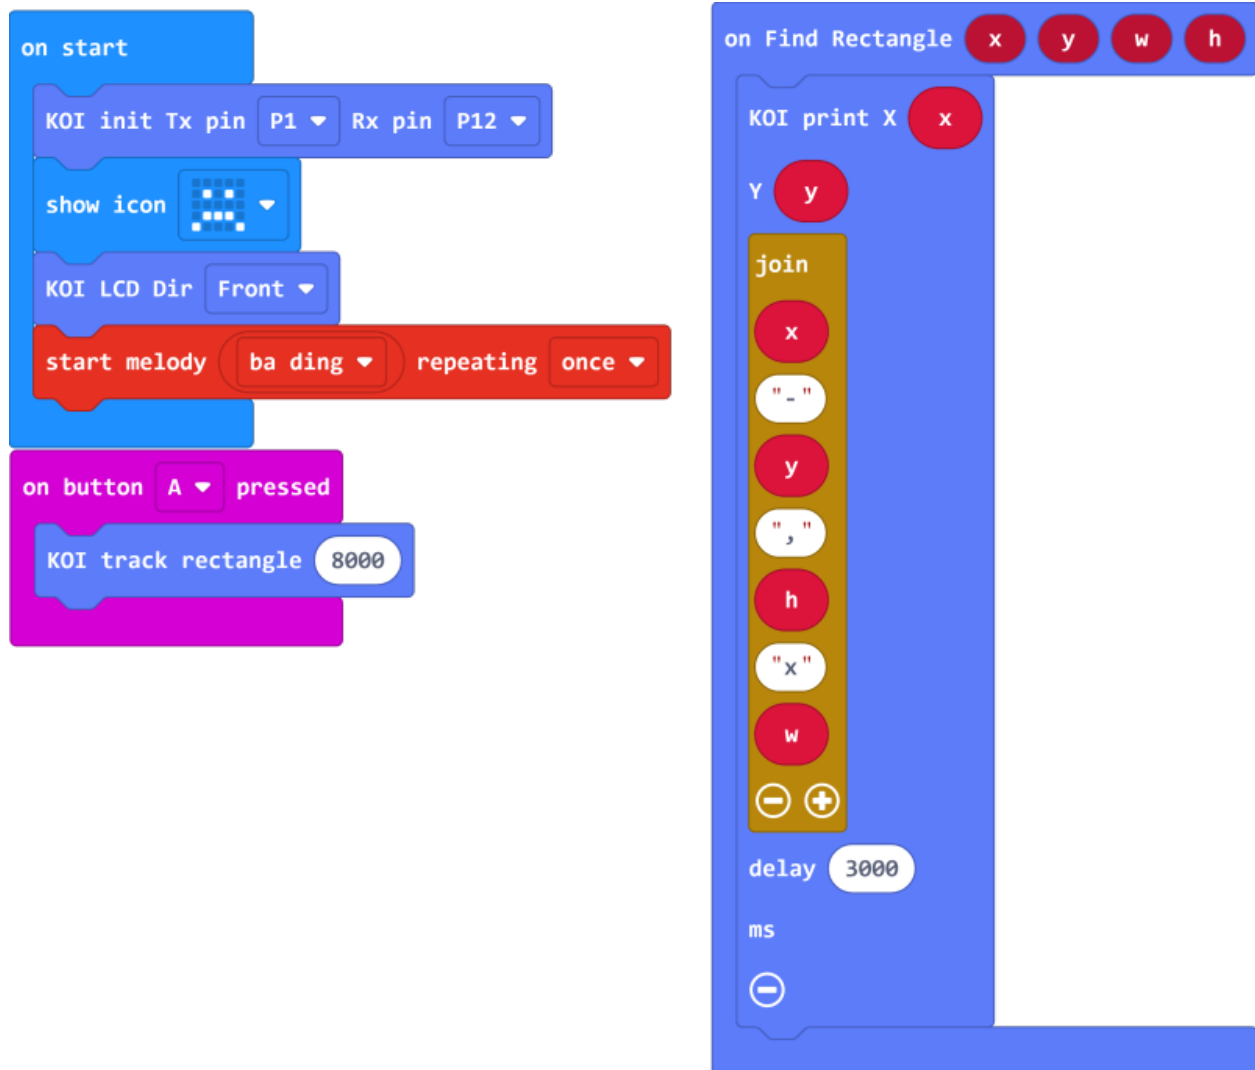 on start
KOI init Tx pin P1 Rx pin P12
show icon
KOI LCD Dir Front
start melody ba ding repeating once
on button A pressed
KOI track rectangle 8000
on Find Rectangle x y w h
KOI print X x
Y y
join
x
"-"
y
","
h
"x"
w
delay 3000
ms